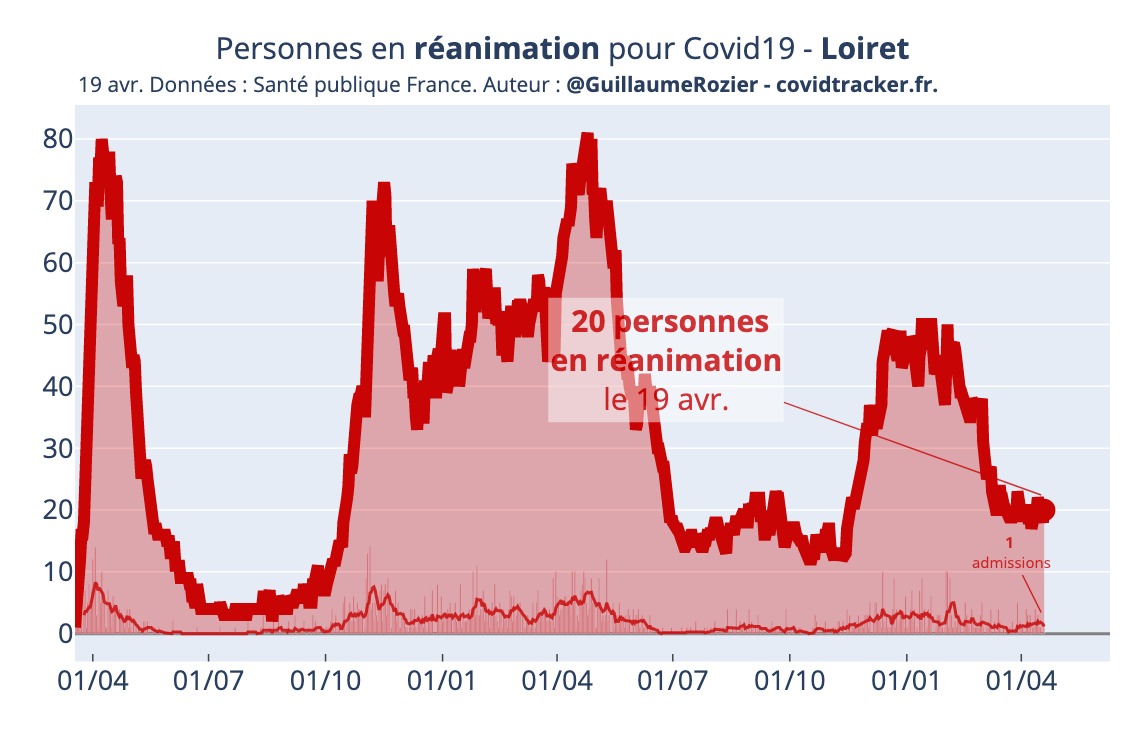 Personnes en réanimation pour Covid19 - Loiret
19 avr. Données : Santé publique France. Auteur : @GuillaumeRozier - covidtracker.fr.
80
70
60
50
40
30
20
10
0
20 personnes
en réanimation
le 19 avr.
1
admissions
01/04 01/07 01/10 01/01 01/04 01/07 01/10 01/01 01/04